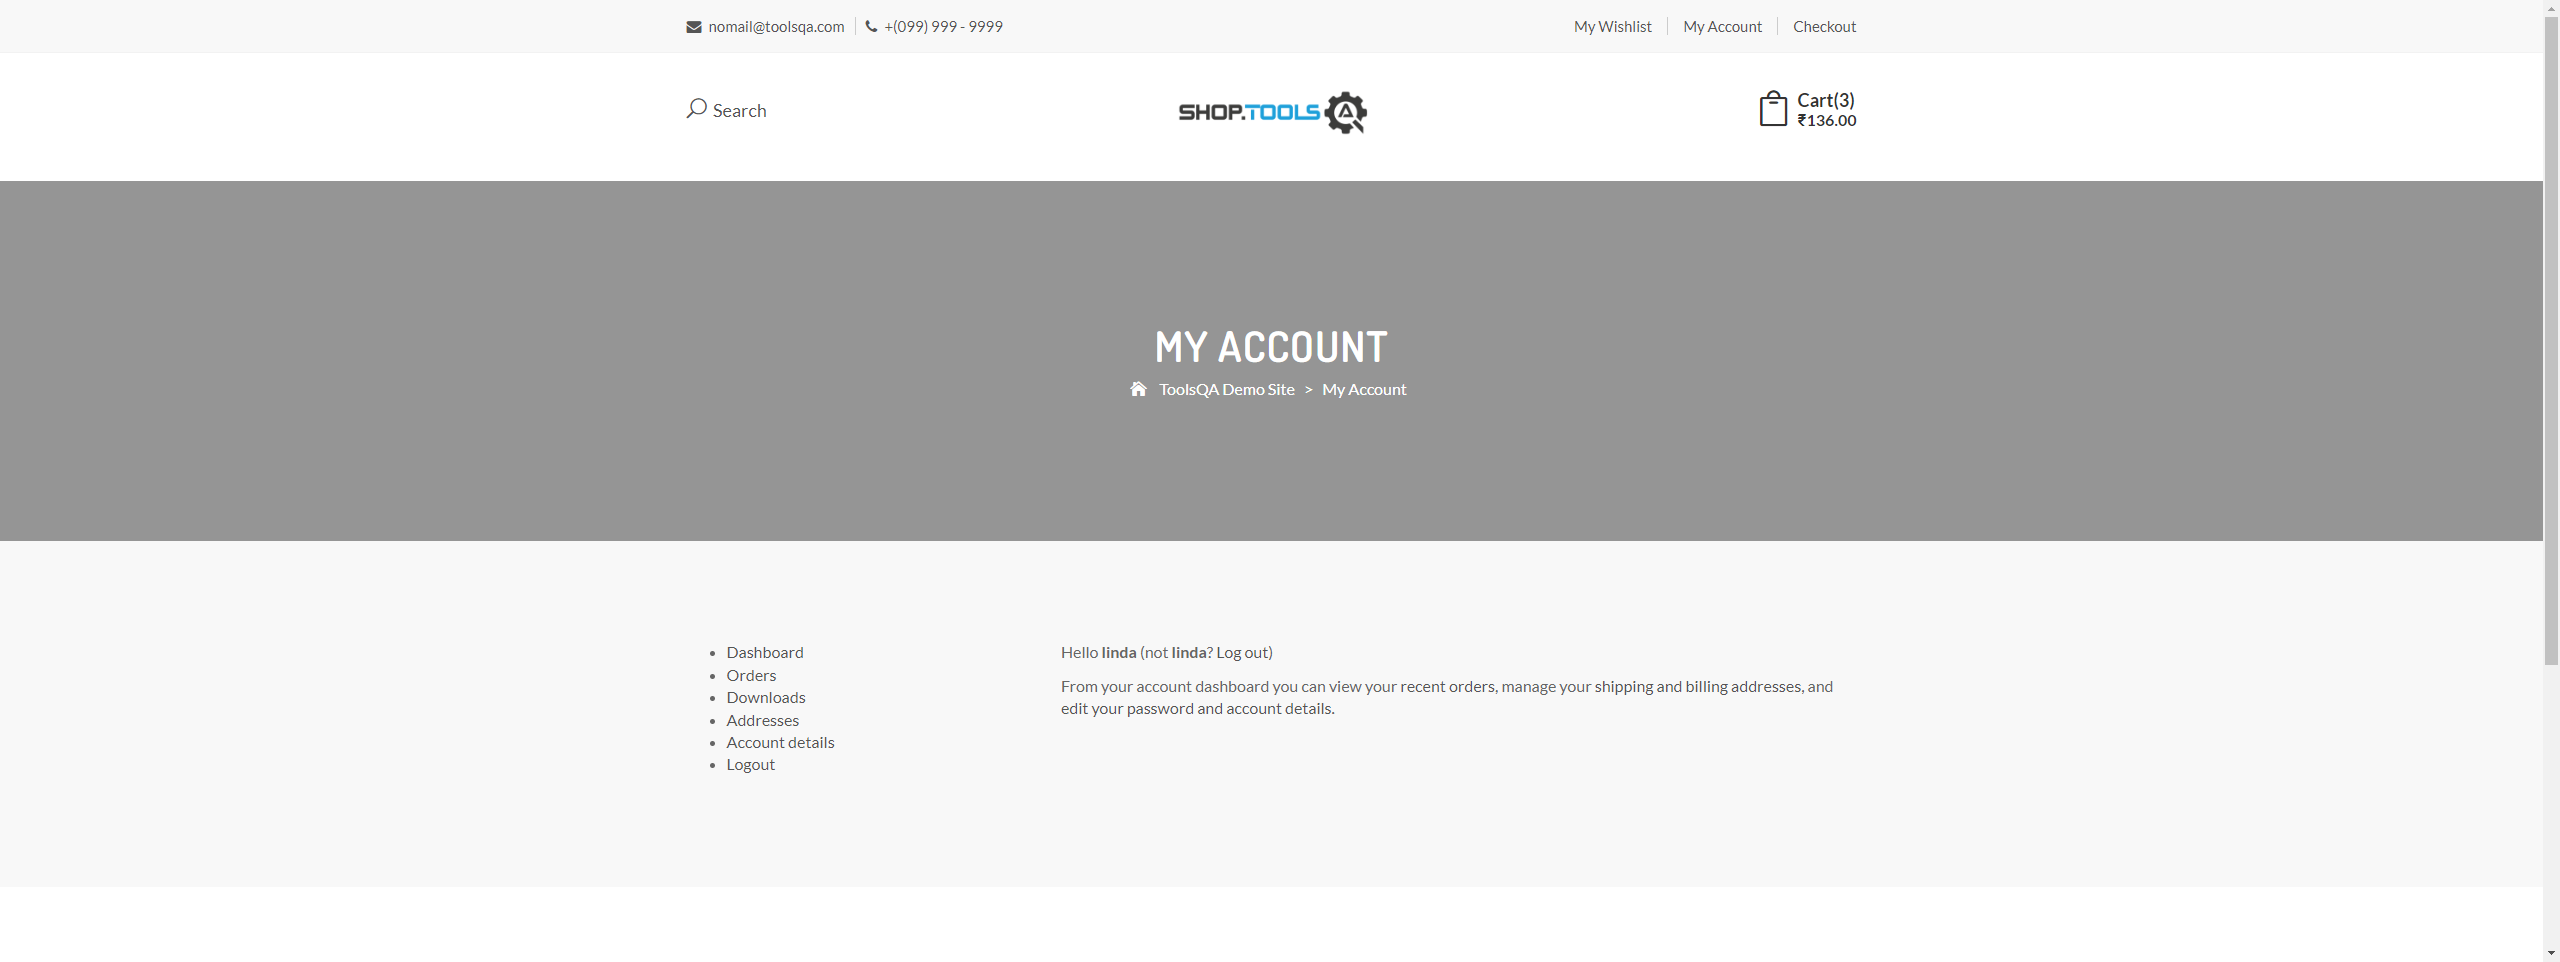 nomail@toolsqa.com +(099) 999 - 9999 My Wishlist My Account Checkout
Search SHOP.TOOLSQA Cart(3)
₹136.00
MY ACCOUNT
ToolsQA Demo Site > My Account
Dashboard
Orders
Downloads
Addresses
Account details
Logout
Hello linda (not linda? Log out)
From your account dashboard you can view your recent orders, manage your shipping and billing addresses, and
edit your password and account details.